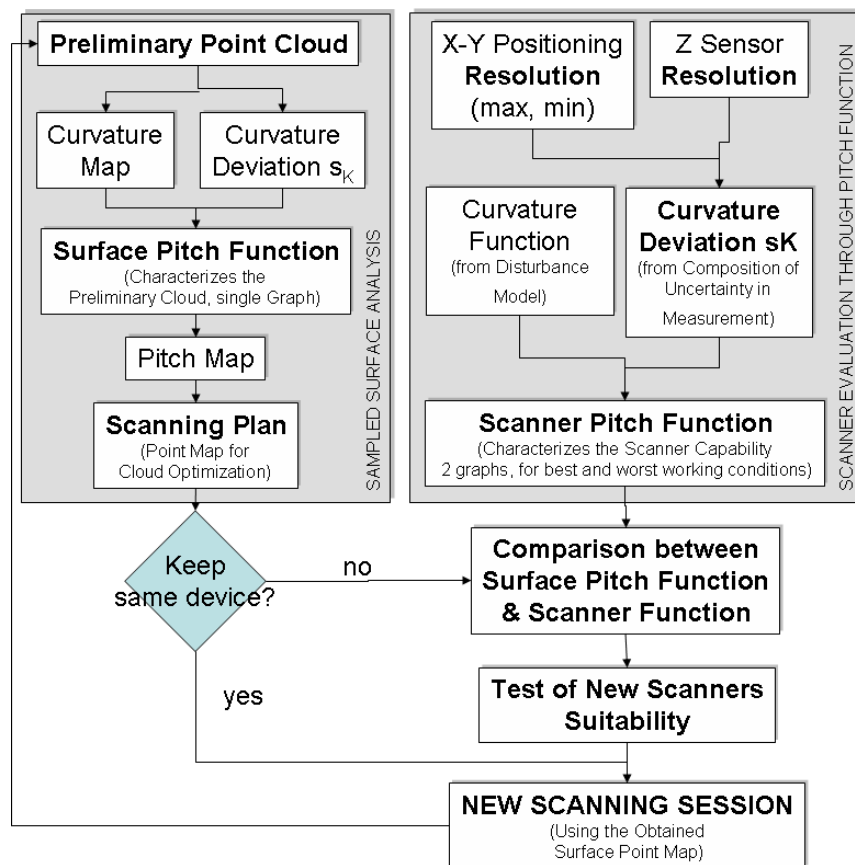 Preliminary Point Cloud
Curvature
Map
Curvature
Deviation sK
Surface Pitch Function
(Characterizes the
Preliminary Cloud, single Graph)
Pitch Map
Scanning Plan
(Point Map for
Cloud Optimization)
SAMPLED SURFACE ANALYSIS
X-Y Positioning
Resolution
(max, min)
Z Sensor
Resolution
Curvature
Function
(from Disturbance
Model)
Curvature
Deviation sK
(from Composition of
Uncertainty in
Measurement)
Scanner Pitch Function
(Characterizes the Scanner Capability
2 graphs, for best and worst working conditions)
SCANNER EVALUATION THROUGH PITCH FUNCTION
Keep
same device?
no
yes
Comparison between
Surface Pitch Function
& Scanner Function
Test of New Scanners
Suitability
NEW SCANNING SESSION
(Using the Obtained
Surface Point Map)